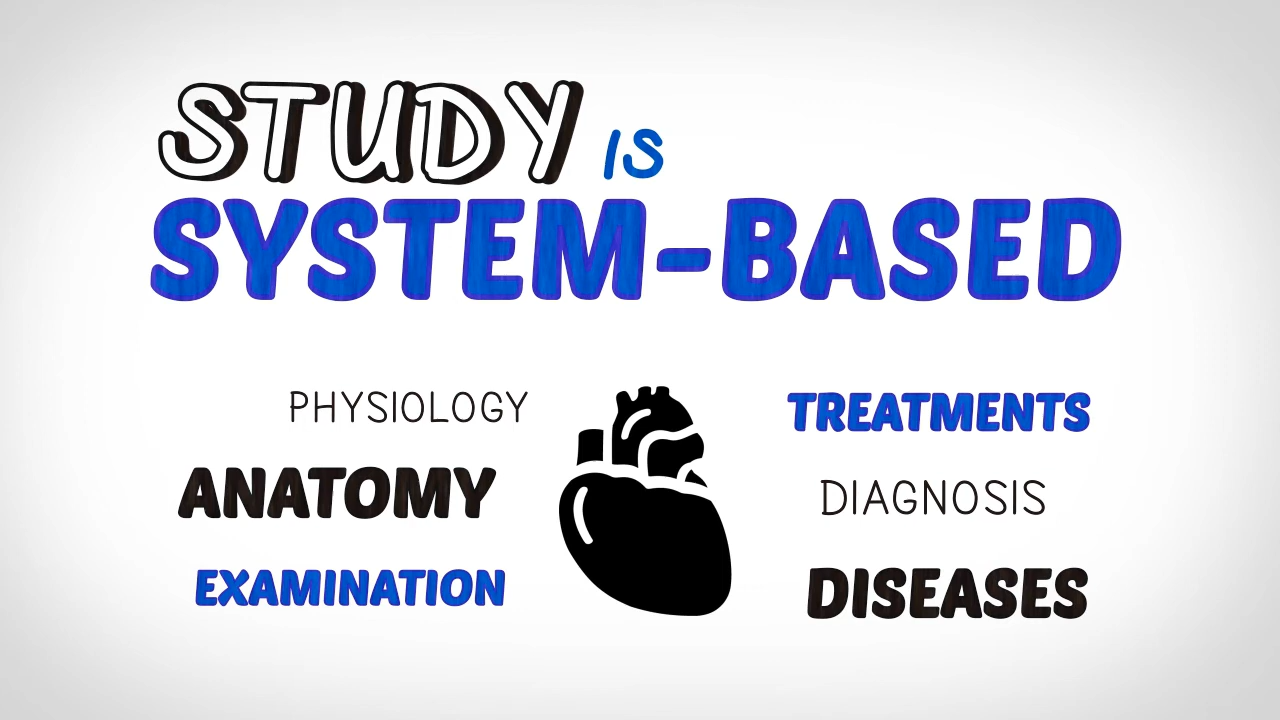 STUDY IS
SYSTEM-BASED
PHYSIOLOGY
ANATOMY
EXAMINATION
TREATMENTS
DIAGNOSIS
DISEASES